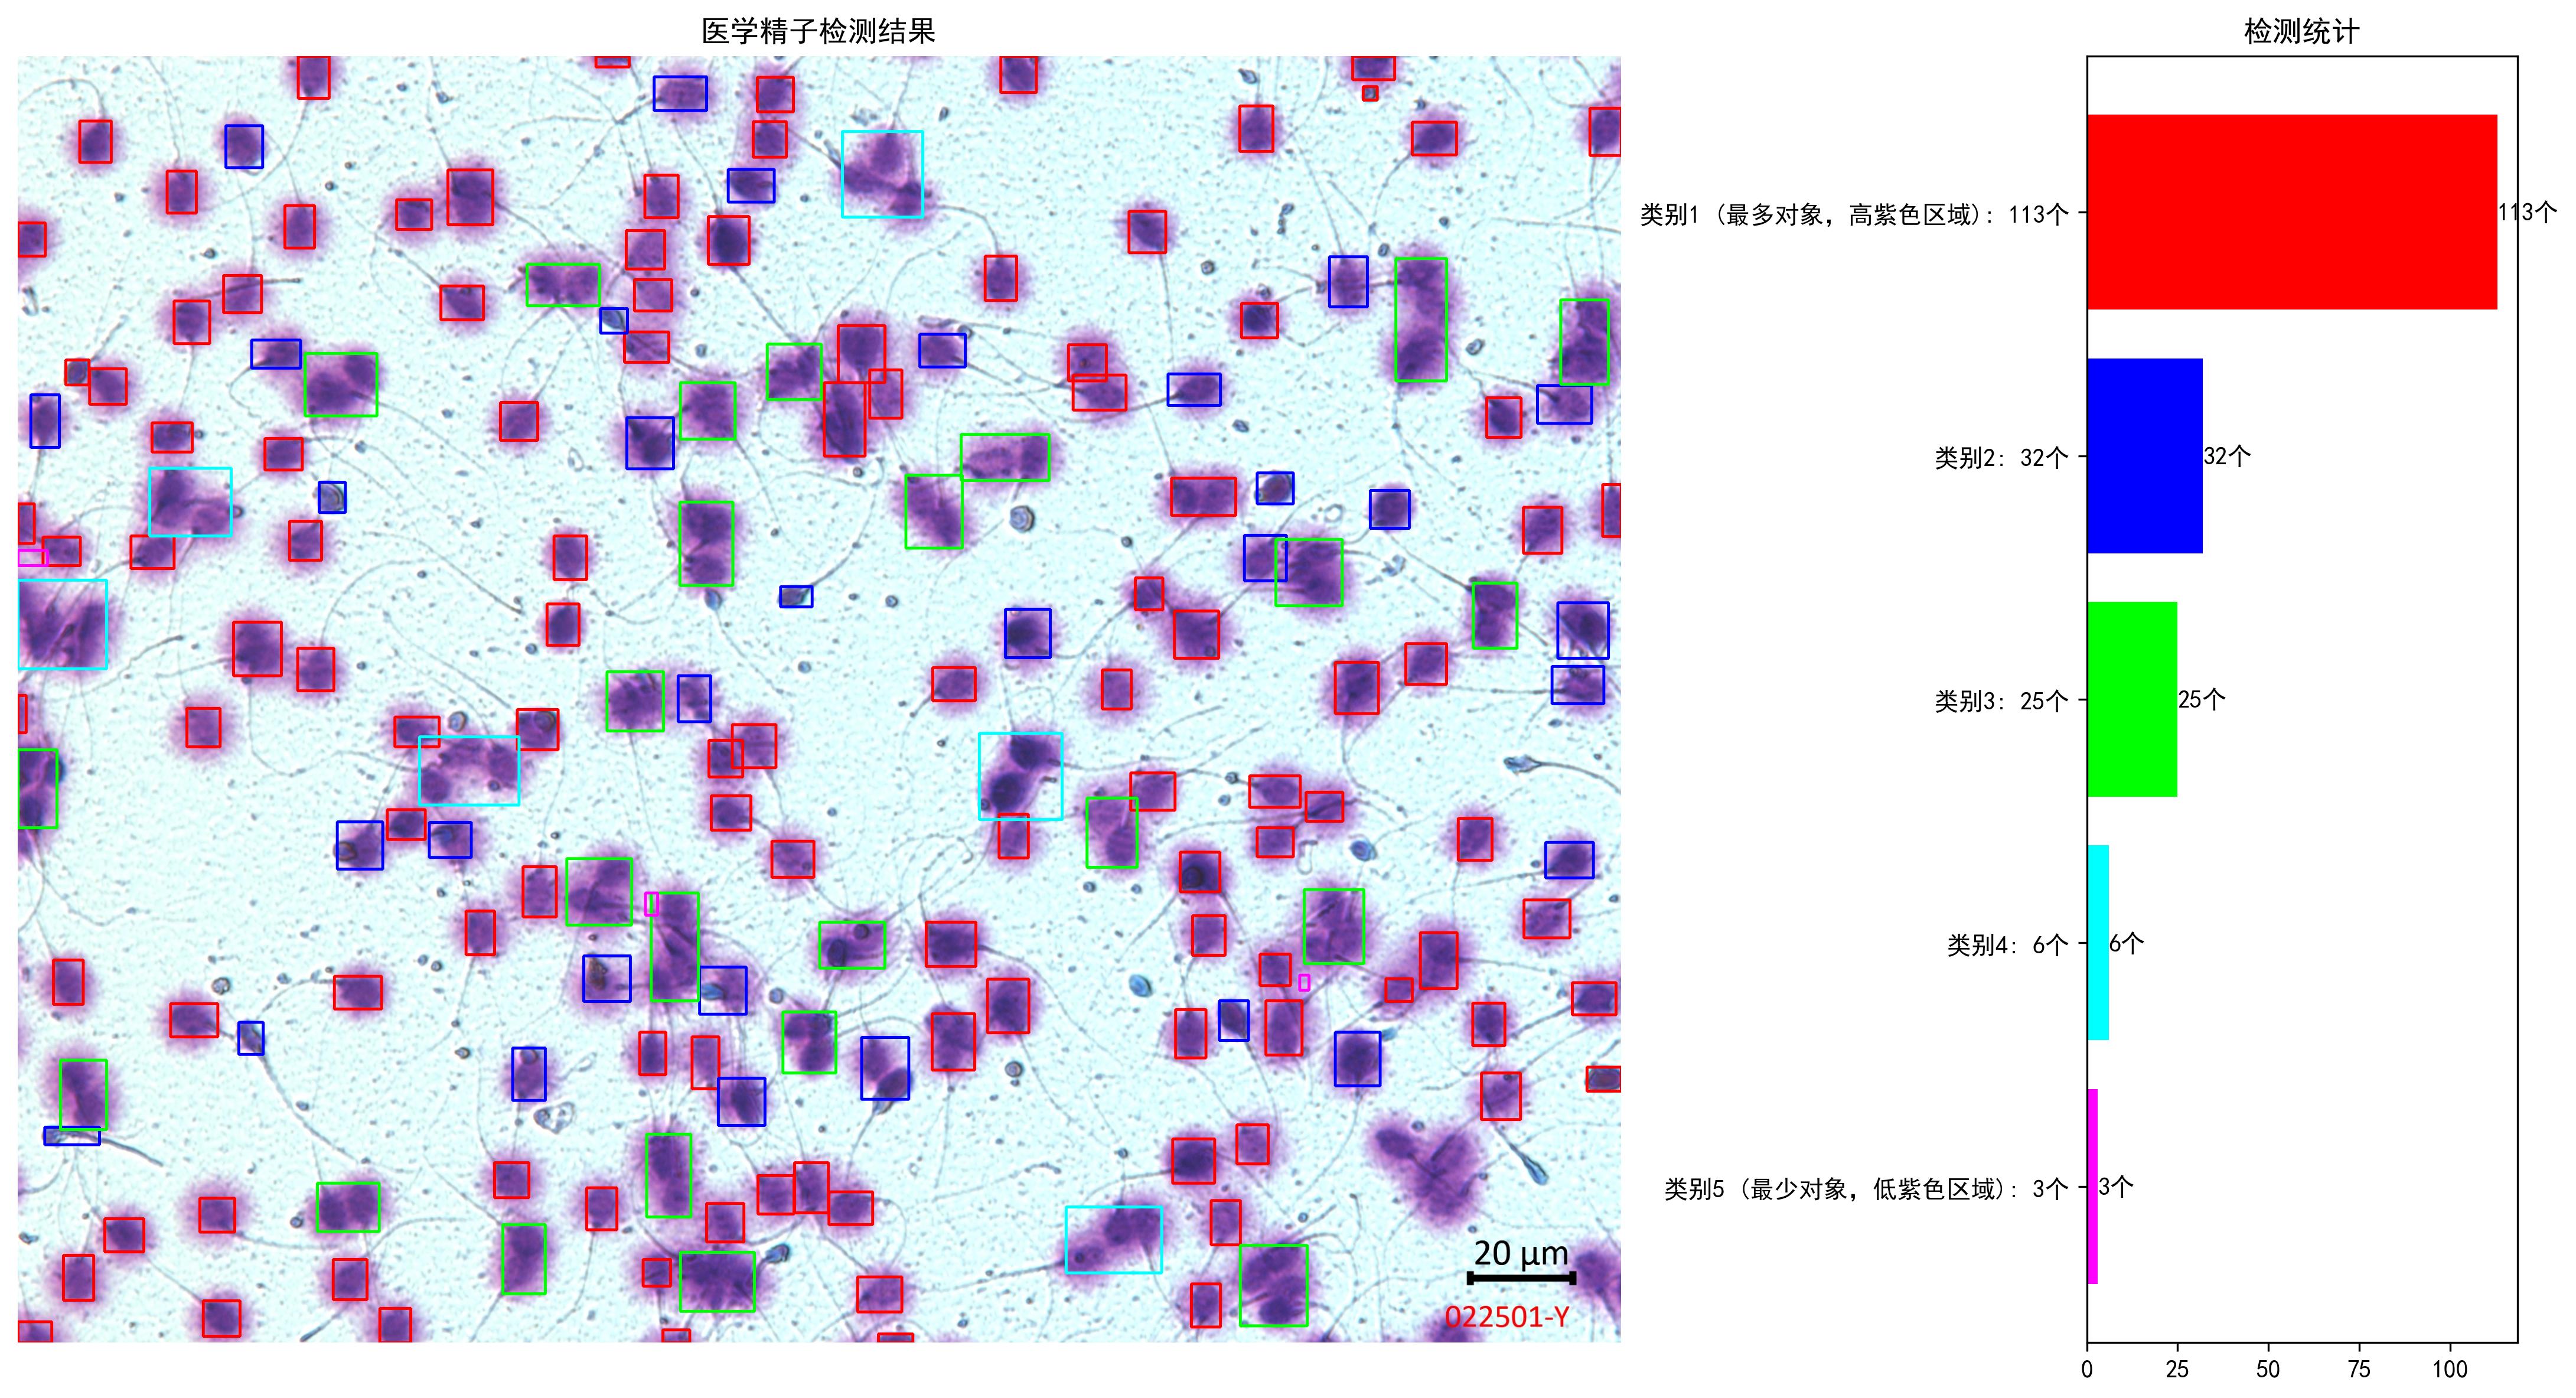 医学精子检测结果
20 μm
022501-Y
检测统计
类别1 (最多对象, 高紫色区域): 113个
113个
类别2: 32个
32个
类别3: 25个
25个
类别4: 6个
6个
类别5 (最少对象, 低紫色区域): 3个
3个
0 25 50 75 100